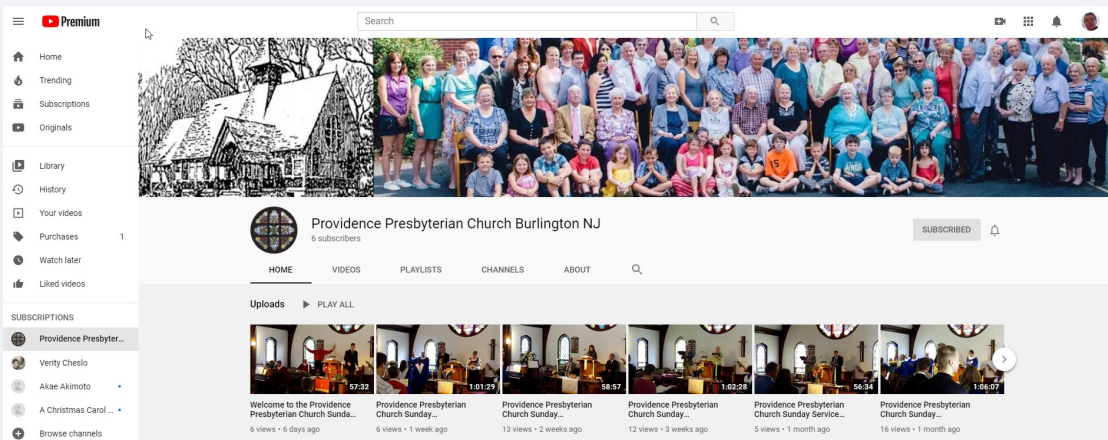 Premium
Search
Home
Trending
Subscriptions
Originals
Library
History
Your videos
Purchases 1
Watch later
Liked videos
SUBSCRIPTIONS
Providence Presbyter...
Verity Cheslo
Akae Akimoto
A Christmas Carol ...
Browse channels
15
Providence Presbyterian Church Burlington NJ
6 subscribers
SUBSCRIBED
HOME VIDEOS PLAYLISTS CHANNELS ABOUT
Uploads PLAY ALL
57:32 1:01:29 58:57 1:02:28 56:34 1:06:07
Welcome to the Providence Presbyterian Church Sunda...
6 views • 6 days ago
Providence Presbyterian Church Sunday...
6 views • 1 week ago
Providence Presbyterian Church Sunday...
13 views • 2 weeks ago
Providence Presbyterian Church Sunday...
12 views • 3 weeks ago
Providence Presbyterian Church Sunday Service...
5 views • 1 month ago
Providence Presbyterian Church Sunday...
16 views • 1 month ago